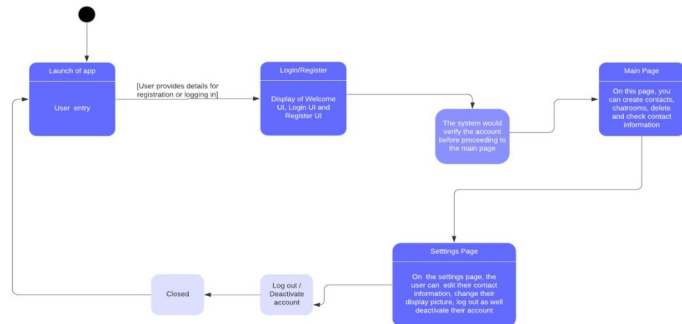 Launch of app
User entry
[User provides details for
registration or logging in]
Login/Register
Display of Welcome
UI, Login UI and
Register UI
The system would
verify the account
before proceeding to
the main page
Main Page
On this page, you
can create contacts,
chatrooms, delete
and check contact
information
Setttings Page
On the settings page, the
user can edit their contact
information, change their
display picture, log out as well
deactivate their account
Log out /
Deactivate
account
Closed